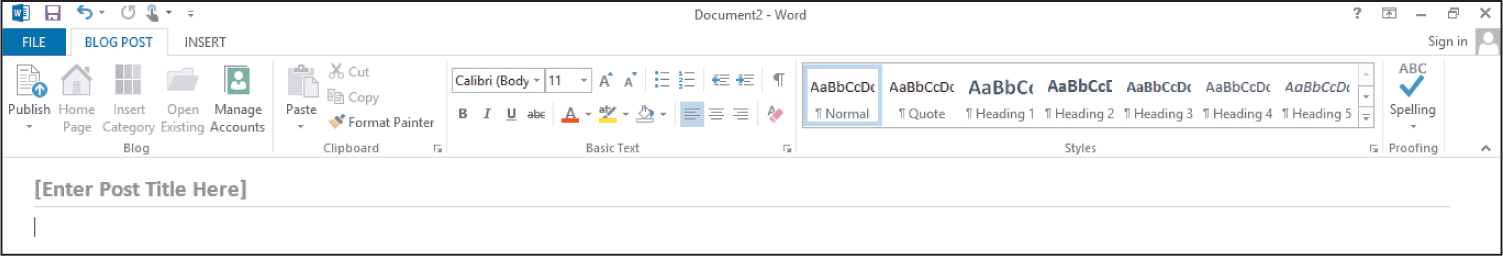 Document2 - Word
?
FILE BLOG POST INSERT Sign in
Publish Home Page Insert Category Open Existing Manage Accounts
Blog
Paste Cut Copy Format Painter
Clipboard
Calibri (Body 11
B I U abc A aby
Basic Text
AaBbCcDc AaBbCcDc AaBbCc AaBbCcD AaBbCcDc AaBbCcDc AaBbCcDc
¶ Normal ¶ Quote ¶ Heading 1 ¶ Heading 2 ¶ Heading 3 ¶ Heading 4 ¶ Heading 5
Styles
ABC
Spelling
Proofing
[Enter Post Title Here]